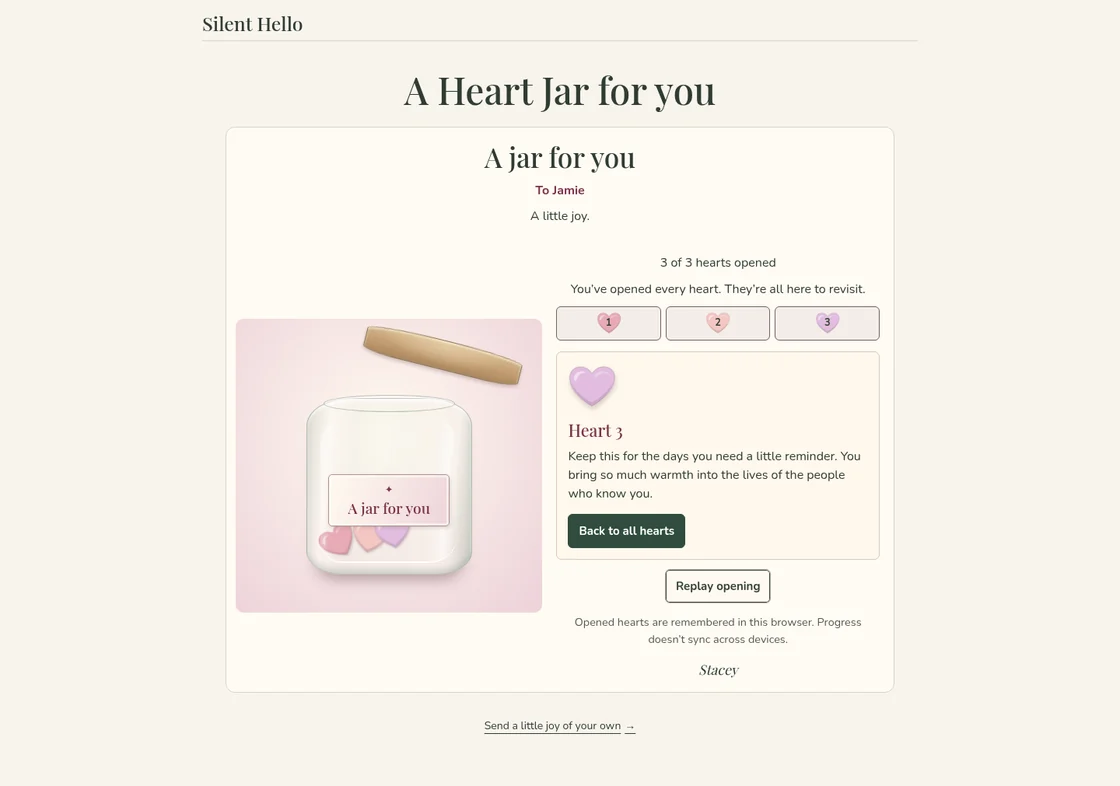 Silent Hello
A Heart Jar for you
A jar for you
To Jamie
A little joy.
3 of 3 hearts opened
You’ve opened every heart. They’re all here to revisit.
1
2
3
A jar for you
Heart 3
Keep this for the days you need a little reminder. You
bring so much warmth into the lives of the people
who know you.
Back to all hearts
Replay opening
Opened hearts are remembered in this browser. Progress
doesn’t sync across devices.
Stacey
Send a little joy of your own →